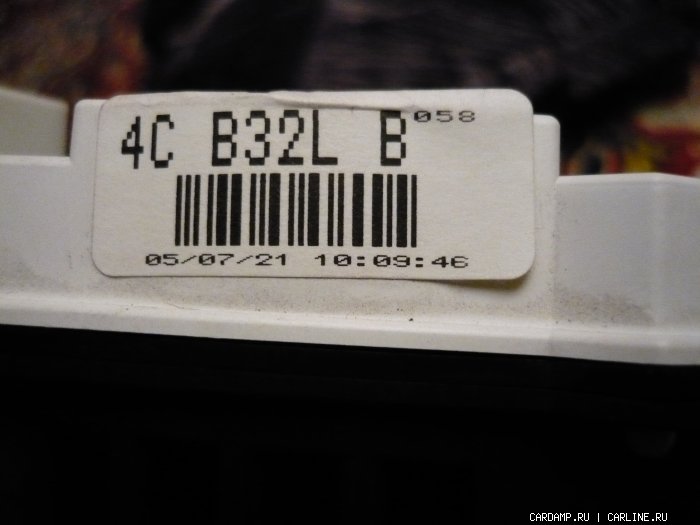 4C B32L B 058
05/07/21 10:09:46
CARDAMP.RU | CARLINE.RU